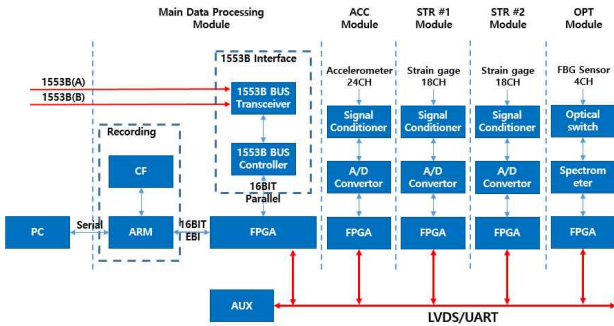 Main Data Processing
Module
ACC
Module
STR #1
Module
STR #2
Module
OPT
Module
1553B Interface
1553B(A)
1553B(B)
1553B BUS
Transceiver
1553B BUS
Controller
16BIT
Parallel
Recording
CF
PC
Serial
ARM
16BIT
EBI
FPGA
Accelerometer
24CH
Signal
Conditioner
A/D
Convertor
FPGA
Strain gage
18CH
Signal
Conditioner
A/D
Convertor
FPGA
Strain gage
18CH
Signal
Conditioner
A/D
Convertor
FPGA
FBG Sensor
4CH
Optical
switch
Spectrom
eter
FPGA
AUX
LVDS/UART